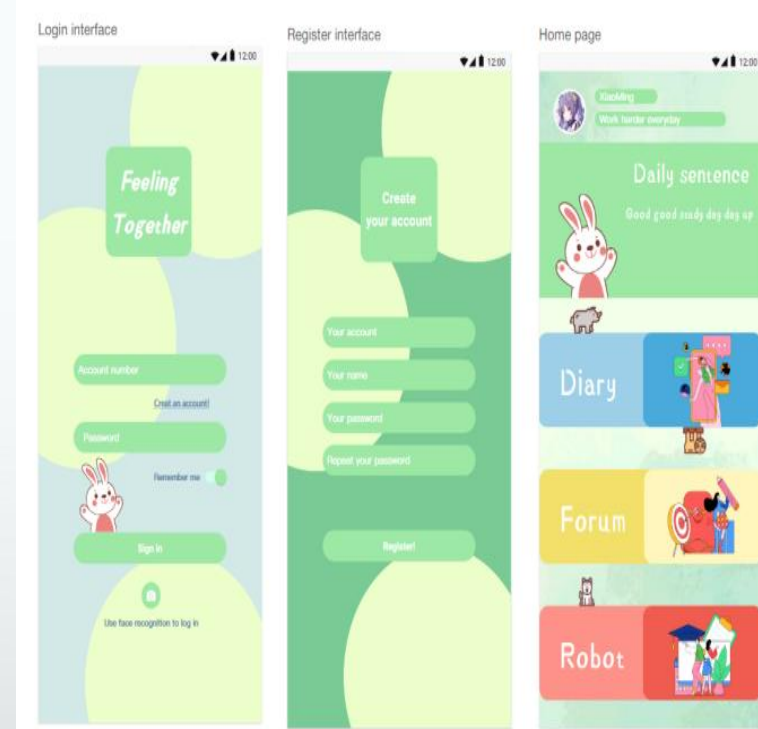 Login interface
12:00
Feeling
Together
Account number
Creat an account!
Password
Remember me
Sign in
Use face recognition to log in
Register interface
12:00
Create
your account
Your account
Your name
Your password
Repeat your password
Register!
Home page
12:00
XiaoMing
Work harder everyday
Daily sentence
Good good study day day up
Diary
Forum
Robot